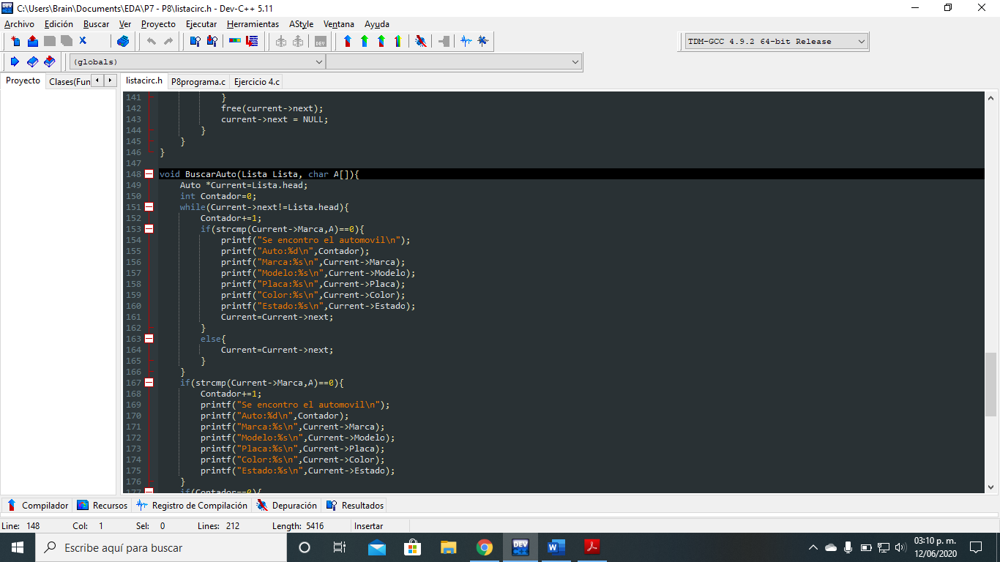 C:\Users\Brain\Documents\EDA\P7 - P8\listacirc.h - Dev-C++ 5.11
Archivo Edición Buscar Ver Proyecto Ejecutar Herramientas AStyle Ventana Ayuda
DEV
TDM-GCC 4.9.2 64-bit Release
(globals)
Proyecto Clases(Fun listacirc.h P8programa.c Ejercicio 4.c
141 }
142 free(current->next);
143 current->next = NULL;
144 }
145 }
146 }
147
148 void BuscarAuto(Lista Lista, char A[]){
149 Auto *Current=Lista.head;
150 int Contador=0;
151 while(Current->next!=Lista.head){
152 Contador+=1;
153 if(strcmp(Current->Marca,A)==0){
154 printf("Se encontro el automovil\n");
155 printf("Auto:%d\n",Contador);
156 printf("Marca:%s\n",Current->Marca);
157 printf("Modelo:%s\n",Current->Modelo);
158 printf("Placa:%s\n",Current->Placa);
159 printf("Color:%s\n",Current->Color);
160 printf("Estado:%s\n",Current->Estado);
161 Current=Current->next;
162 }
163 else{
164 Current=Current->next;
165 }
166 }
167 if(strcmp(Current->Marca,A)==0){
168 Contador+=1;
169 printf("Se encontro el automovil\n");
170 printf("Auto:%d\n",Contador);
171 printf("Marca:%s\n",Current->Marca);
172 printf("Modelo:%s\n",Current->Modelo);
173 printf("Placa:%s\n",Current->Placa);
174 printf("Color:%s\n",Current->Color);
175 printf("Estado:%s\n",Current->Estado);
176 }
177 if(Contador==0){
Compilador Recursos Registro de Compilación Depuración Resultados
Line: 148 Col: 1 Sel: 0 Lines: 212 Length: 5416 Insertar
Escribe aquí para buscar
DEV
03:10 p. m.
12/06/2020